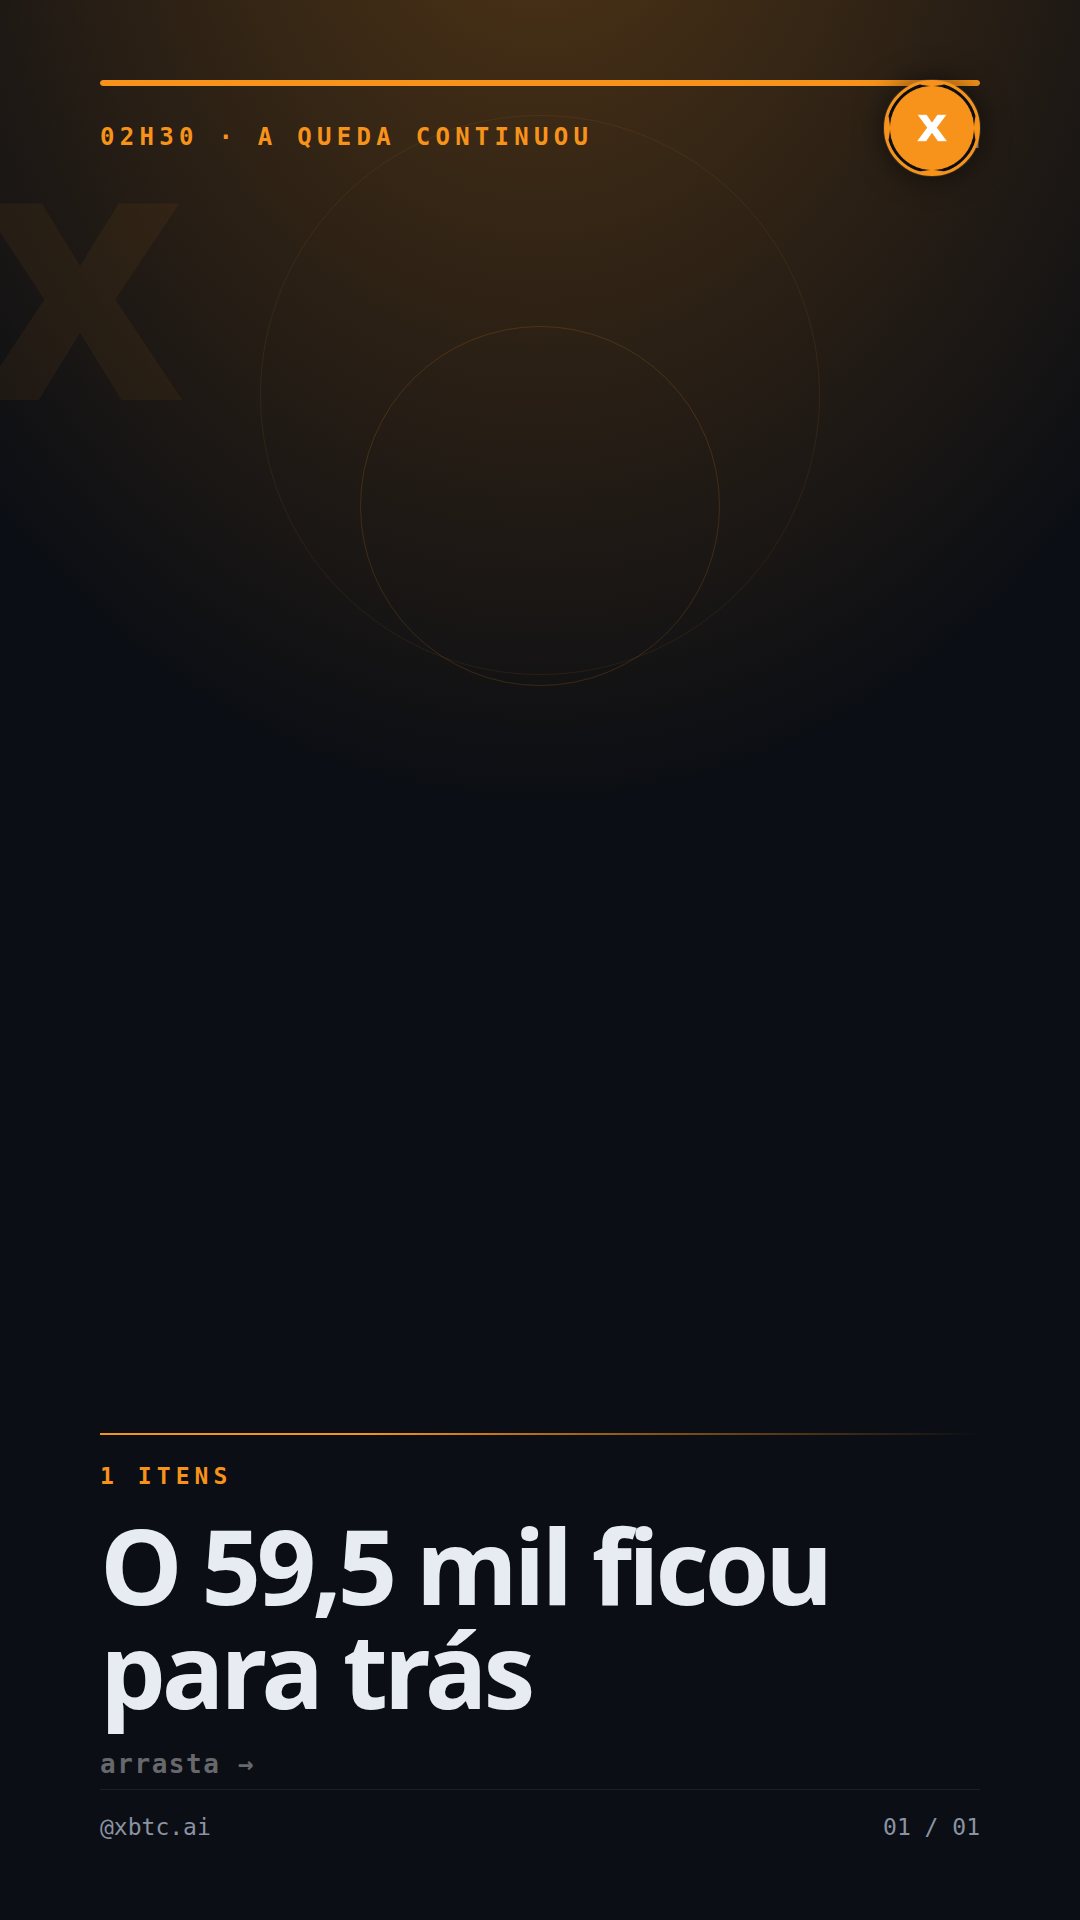 02H30 · A QUEDA CONTINUOU
X
X
1 ITENS
O 59,5 mil ficou
para trás
arrasta →
@xbtc.ai
01 / 01